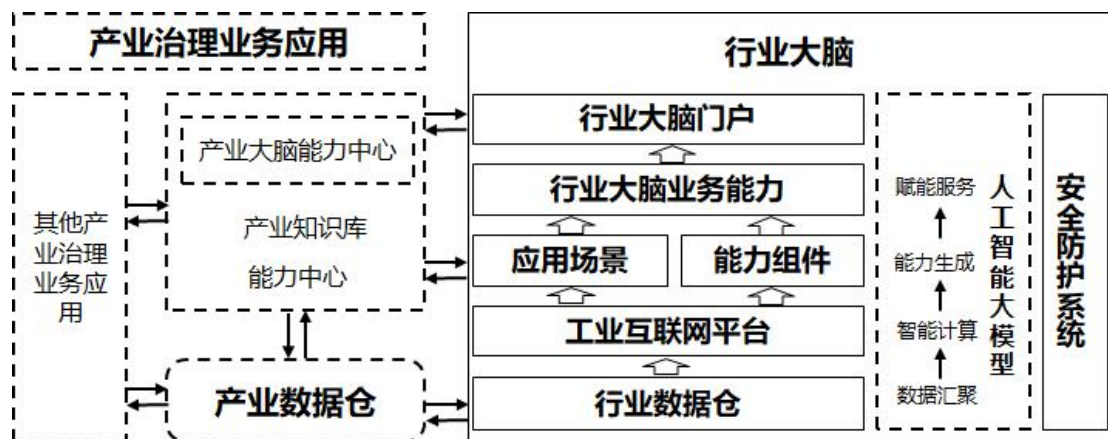 产业治理业务应用
其他产
业治理
业务应
用
产业大脑能力中心
产业知识库
能力中心
产业数据仓
行业大脑
行业大脑门户
行业大脑业务能力
应用场景
能力组件
工业互联网平台
行业数据仓
赋能服务
能力生成
智能计算
数据汇聚
人工智能大模型
安全防护系统